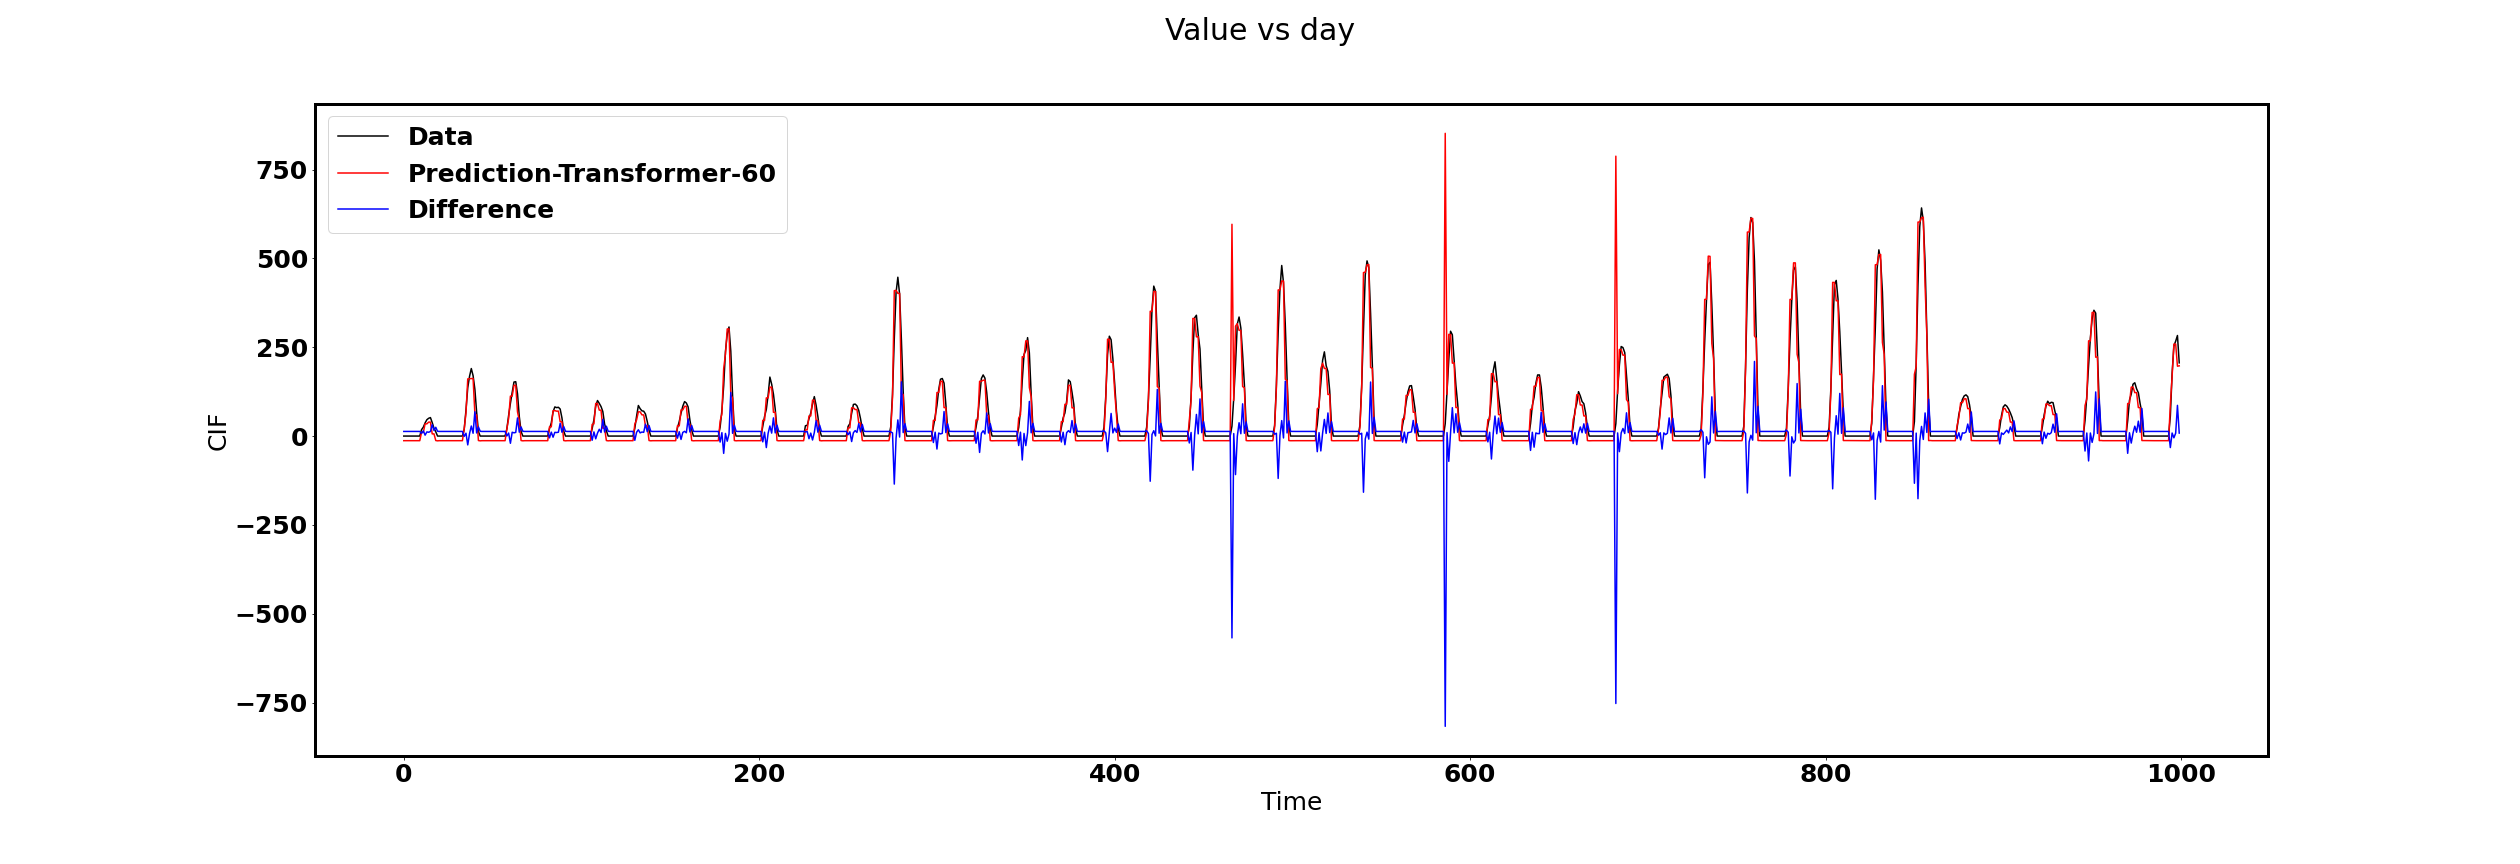 Value vs day
Data
Prediction-Transformer-60
Difference
750
500
250
0
−250
−500
−750
CIF
0 200 400 600 800 1000
Time